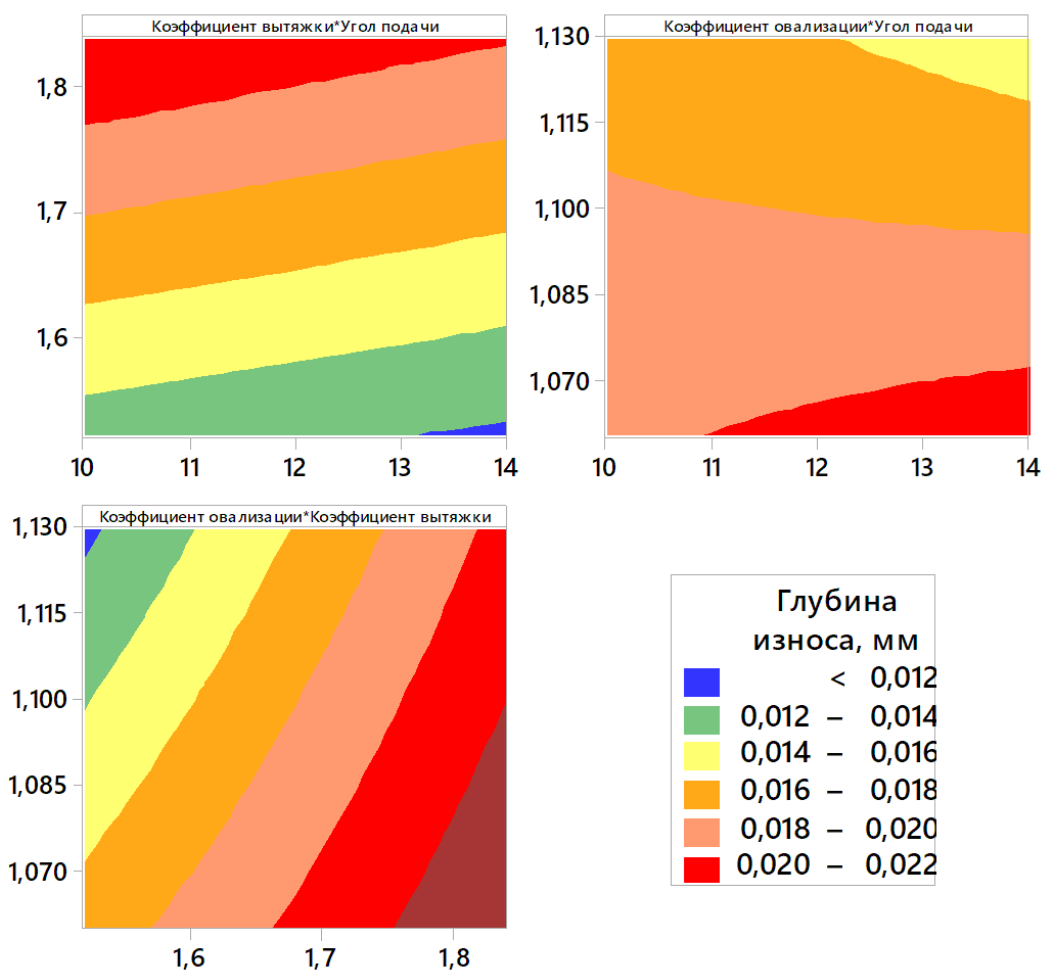 Коэффициент вытяжки*Угол подачи
1,8
1,7
1,6
10 11 12 13 14
Коэффициент овализации*Угол подачи
1,130
1,115
1,100
1,085
1,070
10 11 12 13 14
Коэффициент овализации*Коэффициент вытяжки
1,130
1,115
1,100
1,085
1,070
1,6 1,7 1,8
Глубина
износа, мм
< 0,012
0,012 – 0,014
0,014 – 0,016
0,016 – 0,018
0,018 – 0,020
0,020 – 0,022